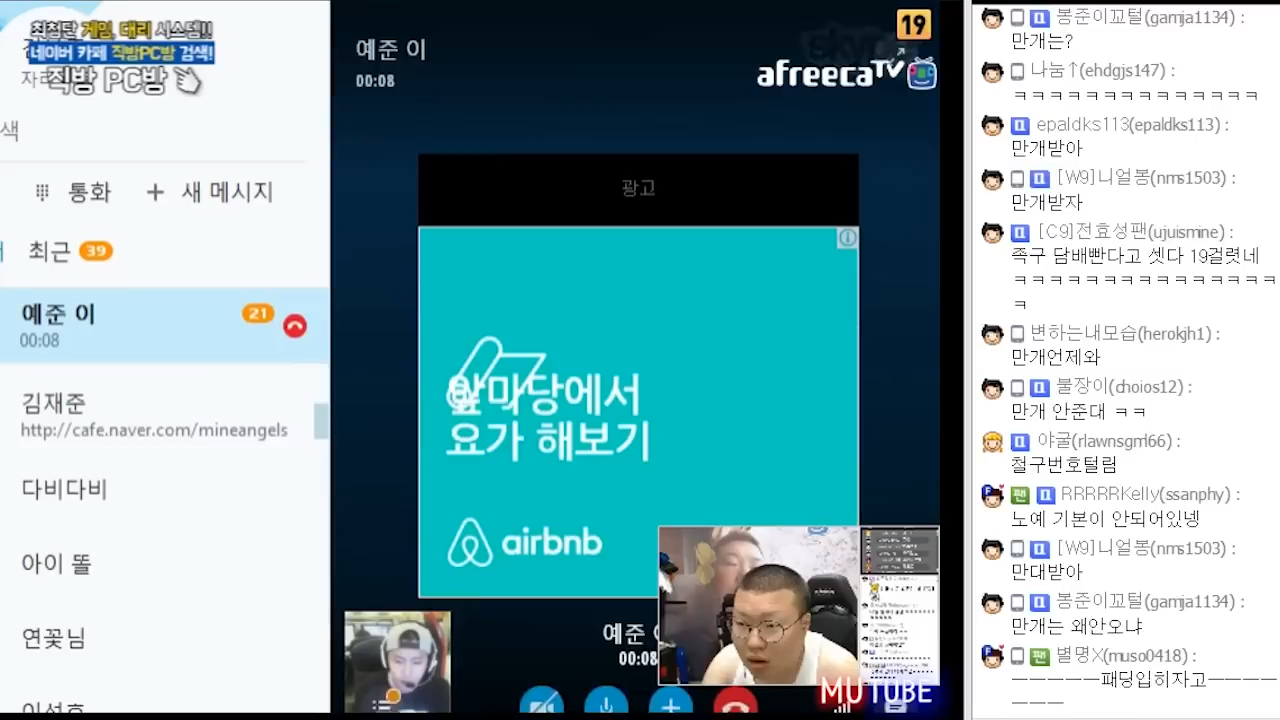 최첨단 게임, 대리 시스템!!
네이버 카페 직방PC방 검색!
직방 PC방
색
통화
새 메시지
최근 39
예준 이 21
00:08
김재준
http://cafe.naver.com/mineangels
다비다비
아이 똘
연꽃님
예준 이
00:08
19
afreecaTV
광고
앞마당에서
요가 해보기
airbnb
예준
00:08
MUTUBE
봉준이꼬털(gamja1134) :
만개는?
나눔↑(ehdgjs147) :
ㅋㅋㅋㅋㅋㅋㅋㅋㅋㅋㅋㅋㅋㅋ
epaldks113(epaldks113) :
만개받아
[W9]니얼봉(nms1503) :
만개받자
[C9]전효성팬(ujuismine) :
족구 담배빤다고 셋다 19걸렷네
ㅋㅋㅋㅋㅋㅋㅋㅋㅋㅋㅋㅋㅋㅋㅋ
ㅋ
변하는내모습(herokjh1) :
만개언제와
불장이(choios12) :
만개 안준대 ㅋㅋ
야굴(rlawnsgml66) :
철구번호털림
팬 RRRRRKelly(ssanphy) :
노예 기본이 안되어있넹
[W9]니얼봉(nms1503) :
만대받아
봉준이꼬털(gamja1134) :
만개는 왜안오냐
팬 별명X(muso0418) :
ㅡㅡㅡㅡㅡ패딩입히자고ㅡㅡㅡㅡ
ㅡㅡㅡ